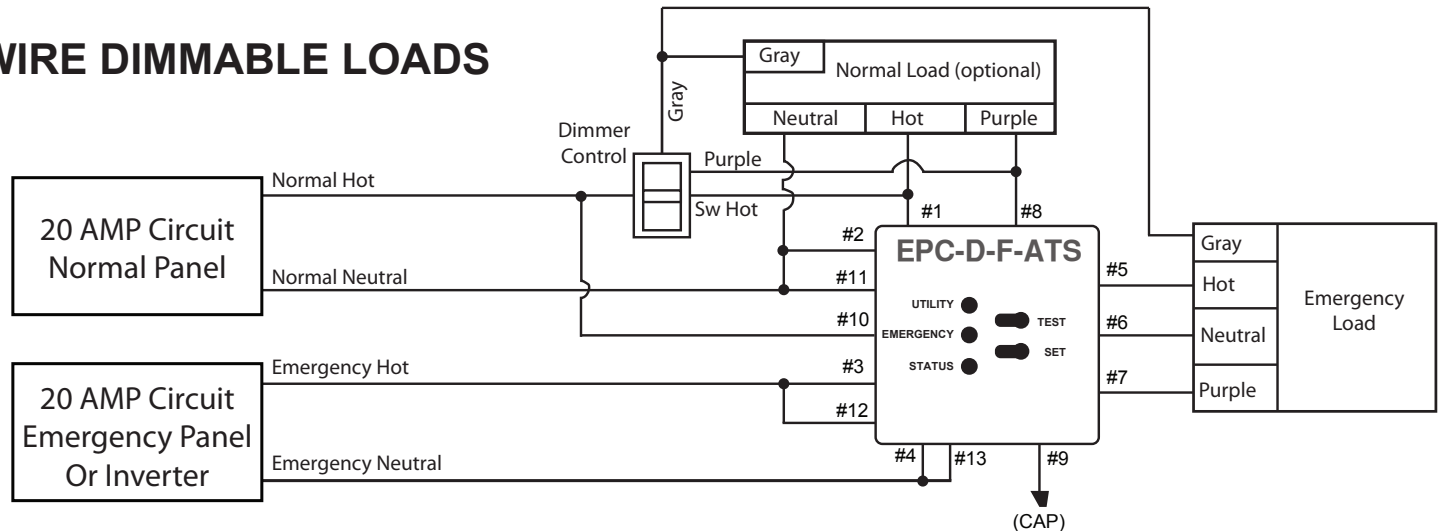 WIRE DIMMABLE LOADS
Gray
Normal Load (optional)
Neutral
Hot
Purple
Gray
Dimmer
Control
Purple
Sw Hot
Normal Hot
20 AMP Circuit
Normal Panel
Normal Neutral
#1
#8
#2
#11
#10
#3
#12
EPC-D-F-ATS
UTILITY
EMERGENCY
STATUS
TEST
SET
#5
#6
#7
Gray
Hot
Neutral
Purple
Emergency
Load
20 AMP Circuit
Emergency Panel
Or Inverter
Emergency Hot
Emergency Neutral
#4
#13
#9
(CAP)